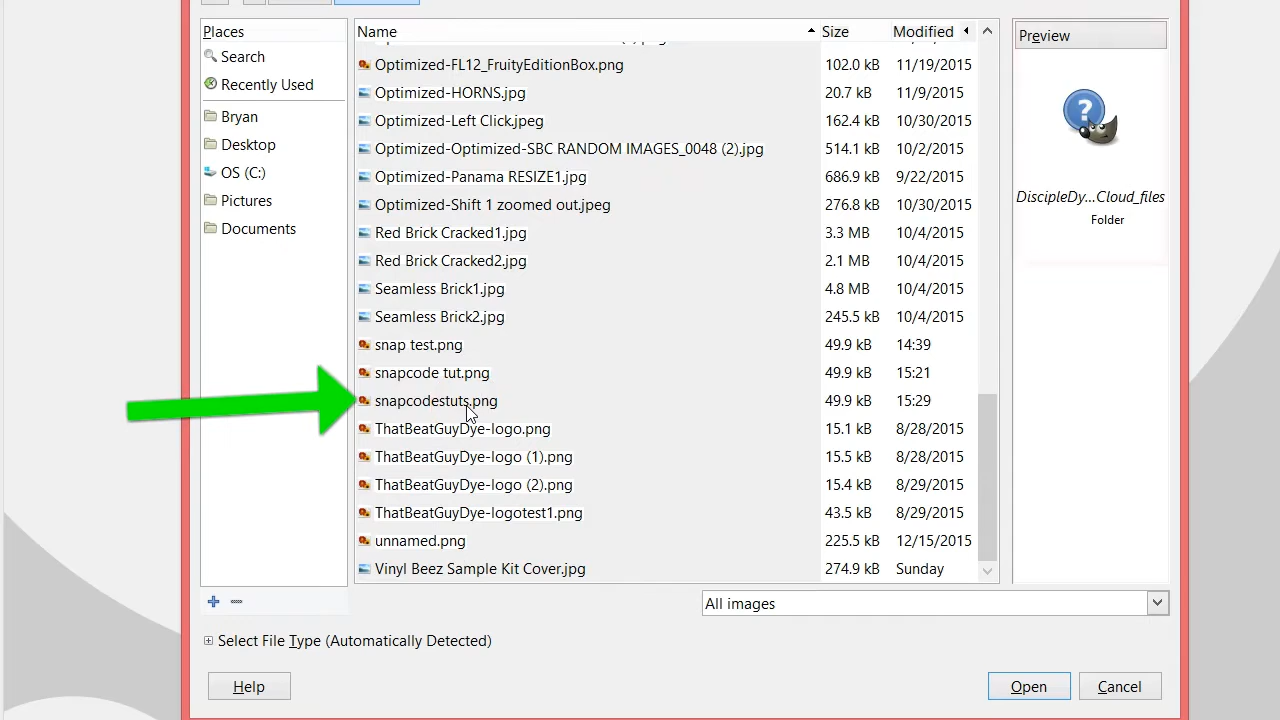 Places
Search
Recently Used
Bryan
Desktop
OS (C:)
Pictures
Documents
Name Size Modified
Optimized-FL12_FruityEditionBox.png 102.0 kB 11/19/2015
Optimized-HORNS.jpg 20.7 kB 11/9/2015
Optimized-Left Click.jpeg 162.4 kB 10/30/2015
Optimized-Optimized-SBC RANDOM IMAGES_0048 (2).jpg 514.1 kB 10/2/2015
Optimized-Panama RESIZE1.jpg 686.9 kB 9/22/2015
Optimized-Shift 1 zoomed out.jpeg 276.8 kB 10/30/2015
Red Brick Cracked1.jpg 3.3 MB 10/4/2015
Red Brick Cracked2.jpg 2.1 MB 10/4/2015
Seamless Brick1.jpg 4.8 MB 10/4/2015
Seamless Brick2.jpg 245.5 kB 10/4/2015
snap test.png 49.9 kB 14:39
snapcode tut.png 49.9 kB 15:21
snapcodestuts.png 49.9 kB 15:29
ThatBeatGuyDye-logo.png 15.1 kB 8/28/2015
ThatBeatGuyDye-logo (1).png 15.5 kB 8/28/2015
ThatBeatGuyDye-logo (2).png 15.4 kB 8/29/2015
ThatBeatGuyDye-logotest1.png 43.5 kB 8/29/2015
unnamed.png 225.5 kB 12/15/2015
Vinyl Beez Sample Kit Cover.jpg 274.9 kB Sunday
Preview
?
DiscipleDy...Cloud_files
Folder
All images
Select File Type (Automatically Detected)
Help Open Cancel